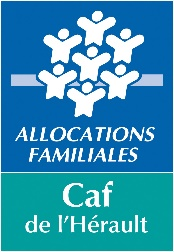 ALLOCATIONS
FAMILIALES
Caf
de l'Hérault